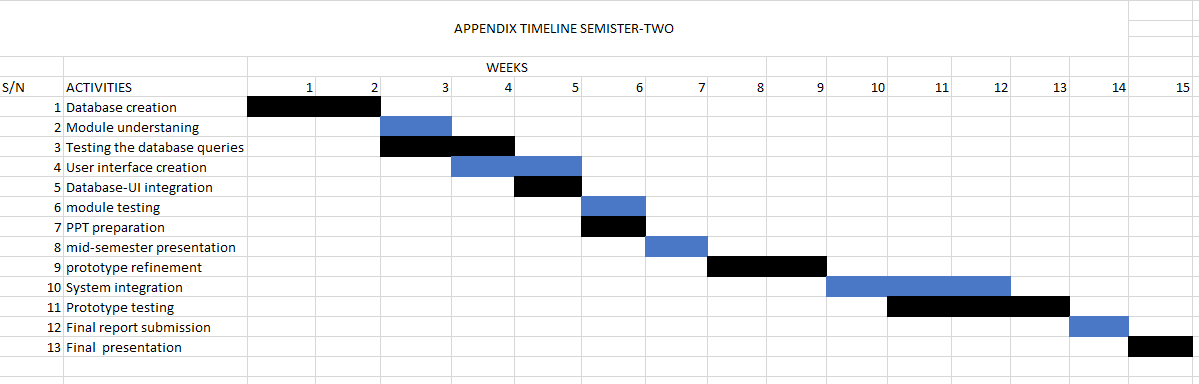 APPENDIX TIMELINE SEMISTER-TWO
WEEKS
S/N ACTIVITIES 1 2 3 4 5 6 7 8 9 10 11 12 13 14 15
1 Database creation
2 Module understaning
3 Testing the database queries
4 User interface creation
5 Database-UI integration
6 module testing
7 PPT preparation
8 mid-semester presentation
9 prototype refinement
10 System integration
11 Prototype testing
12 Final report submission
13 Final  presentation